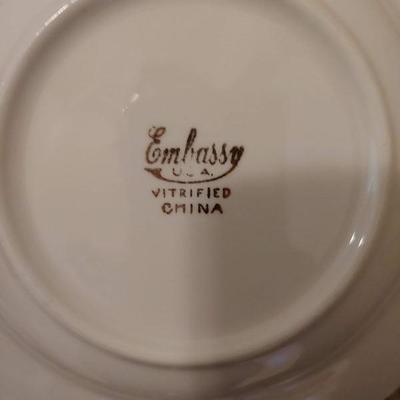 Embassy
U.S.A.
VITRIFIED
CHINA